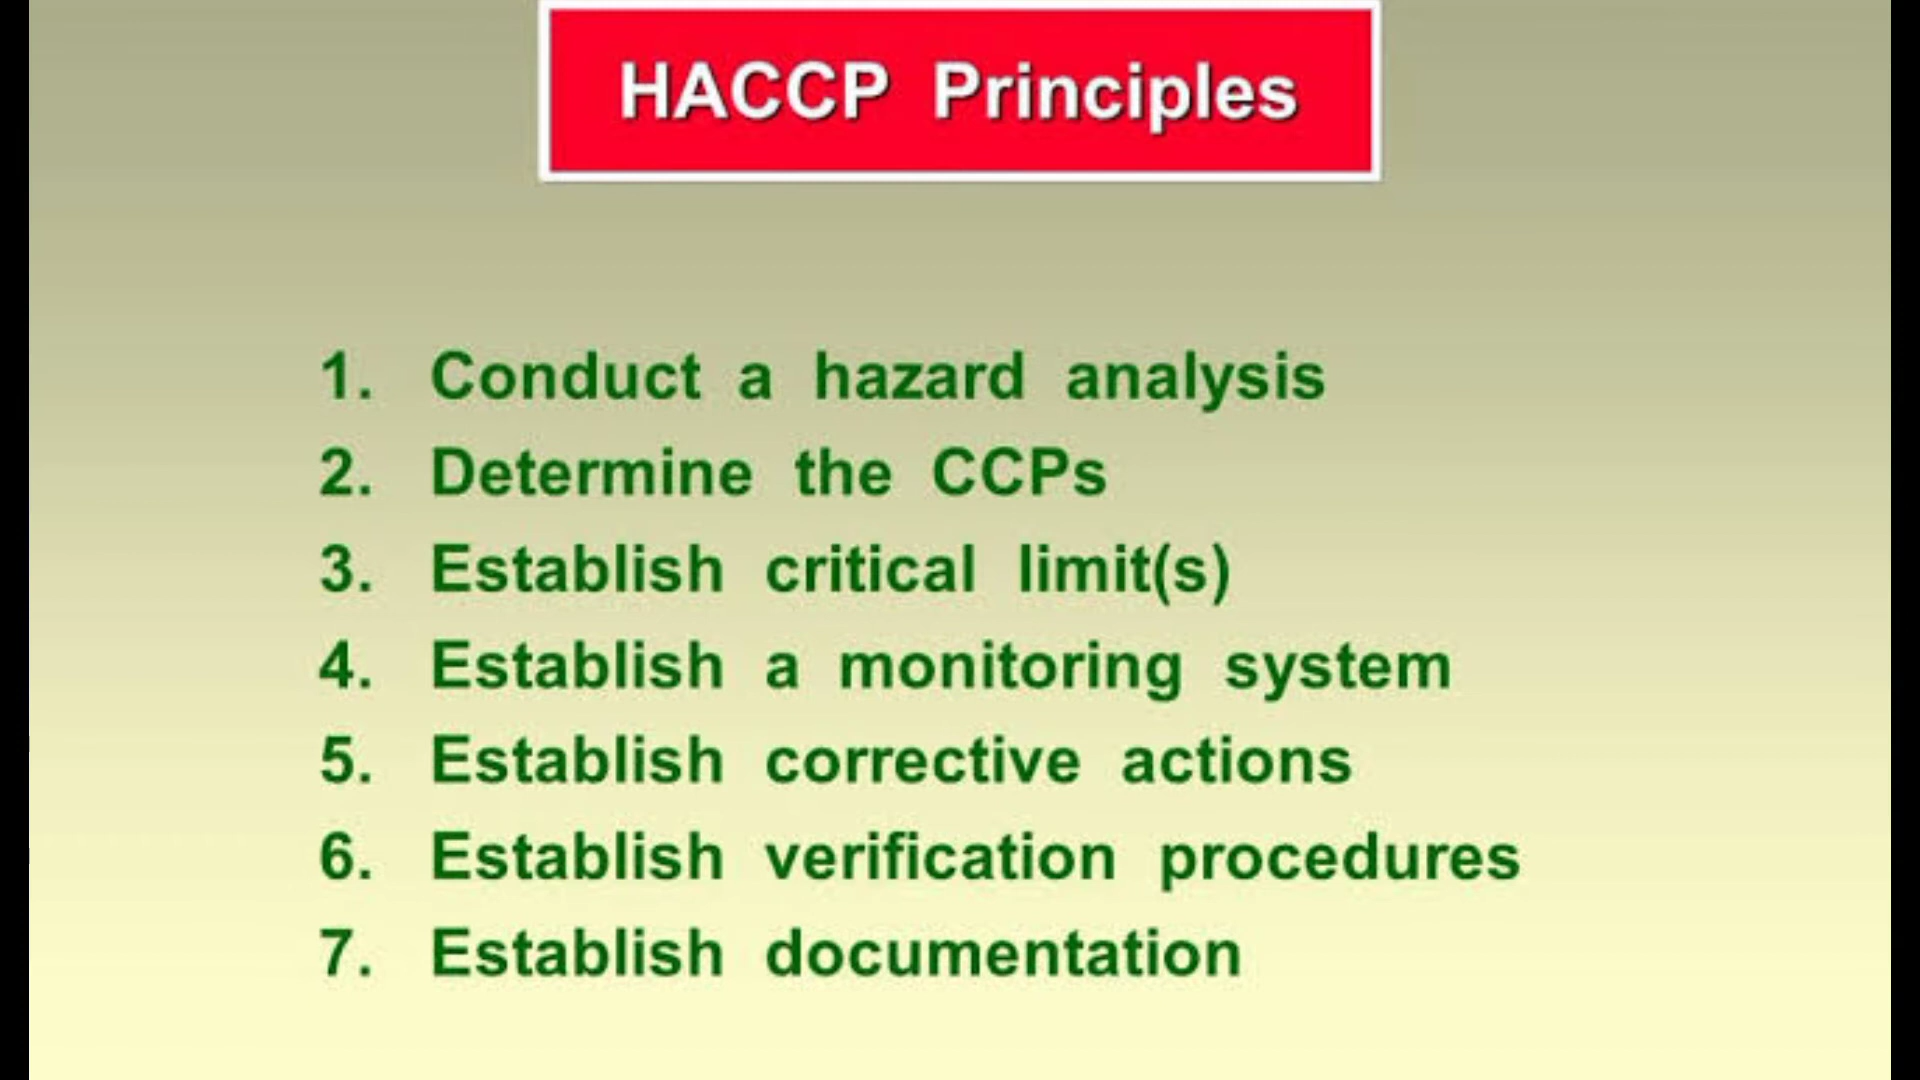 HACCP Principles
1. Conduct a hazard analysis
2. Determine the CCPs
3. Establish critical limit(s)
4. Establish a monitoring system
5. Establish corrective actions
6. Establish verification procedures
7. Establish documentation